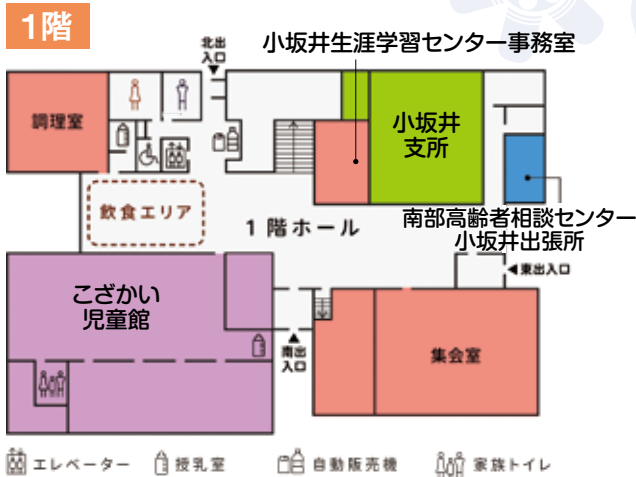 1階
北出
入口
小坂井生涯学習センター事務室
調理室
小坂井
支所
飲食エリア
1階ホール
南部高齢者相談センター
小坂井出張所
◀東出入口
こざかい
児童館
南出
入口
集会室
エレベーター
授乳室
自動販売機
家族トイレ